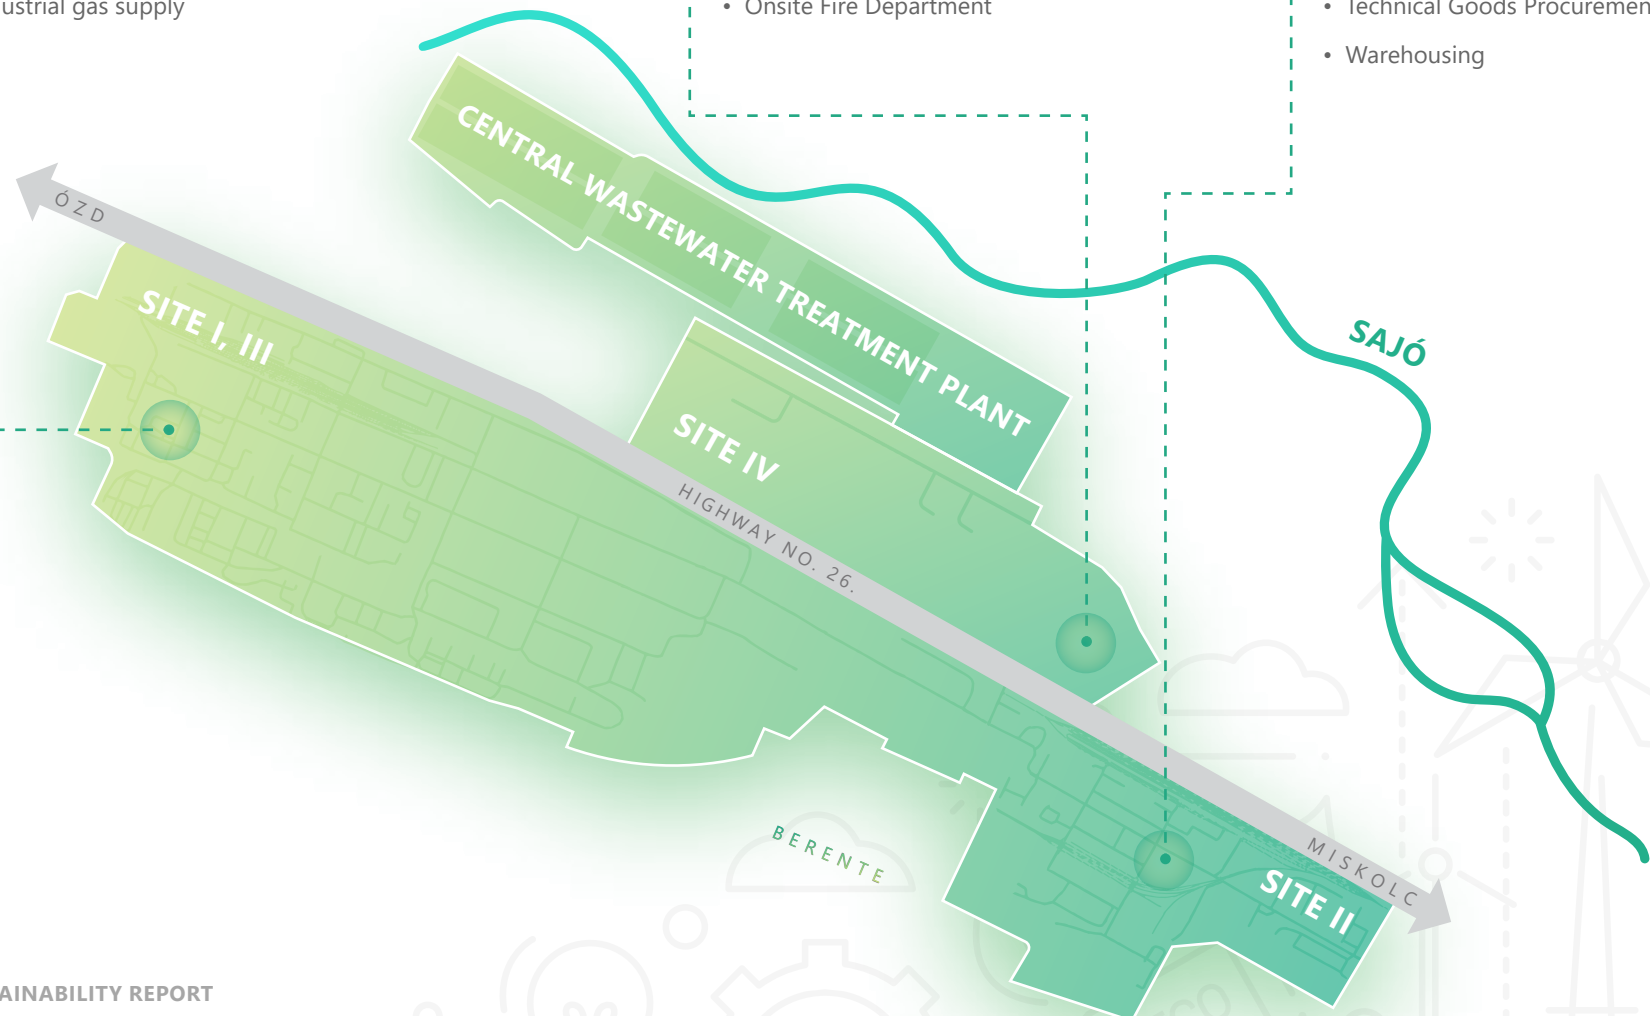 ustrial gas supply
• Onsite Fire Department
• Technical Goods Procuremen
• Warehousing
CENTRAL WASTEWATER TREATMENT PLANT
ÓZD
SITE I, III
SAJÓ
SITE IV
HIGHWAY NO. 26.
BERENTE
MISKOLC
SITE II
AINABILITY REPORT